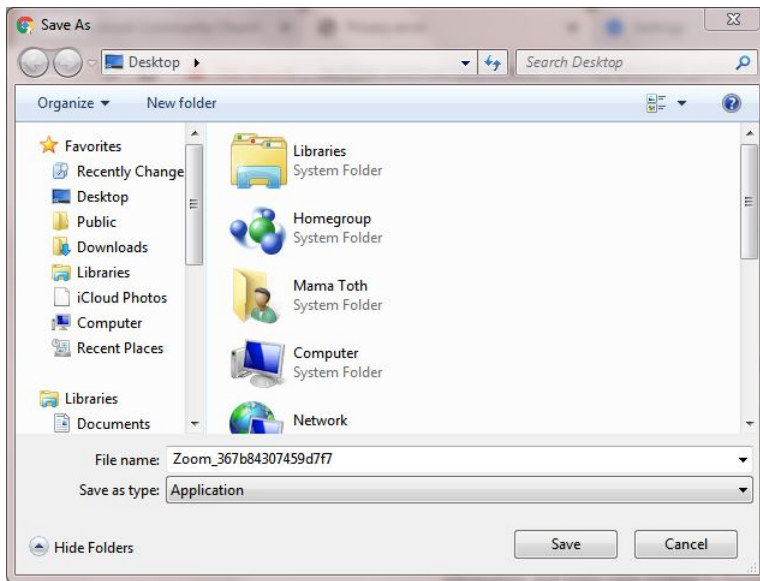 Save As
Desktop
Search Desktop
Organize
New folder
Favorites
Recently Change
Desktop
Public
Downloads
Libraries
iCloud Photos
Computer
Recent Places
Libraries
Documents
Libraries
System Folder
Homegroup
System Folder
Mama Toth
System Folder
Computer
System Folder
Network
File name: Zoom_367b84307459d7f7
Save as type: Application
Hide Folders
Save
Cancel